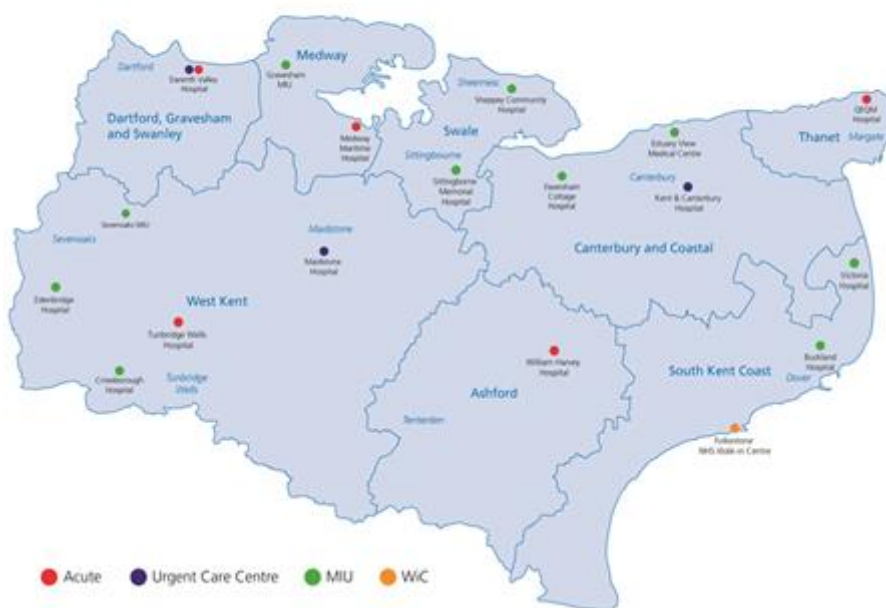 Medway
Dartford
Darenth Valley
Hospital
Gravesham
MIU
Dartford, Gravesham
and Swanley
Medway
Maritime
Hospital
Sheerness
Sheppey Community
Hospital
Swale
Sittingbourne
Sittingborne
Memorial
Hospital
QEQM
Hospital
Thanet
Margate
Estuary View
Medical Centre
Faversham
Cottage
Hospital
Canterbury
Kent & Canterbury
Hospital
Canterbury and Coastal
Victoria
Hospital
Sevenoaks MIU
Sevenoaks
Maidstone
Maidstone
Hospital
Edenbridge
Hospital
West Kent
Tunbridge Wells
Hospital
Crowborough
Hospital
Tunbridge
Wells
William Harvey
Hospital
Ashford
Tenterden
South Kent Coast
Buckland
Hospital
Dover
Folkestone
NHS Walk-in Centre
Acute
Urgent Care Centre
MIU
WiC